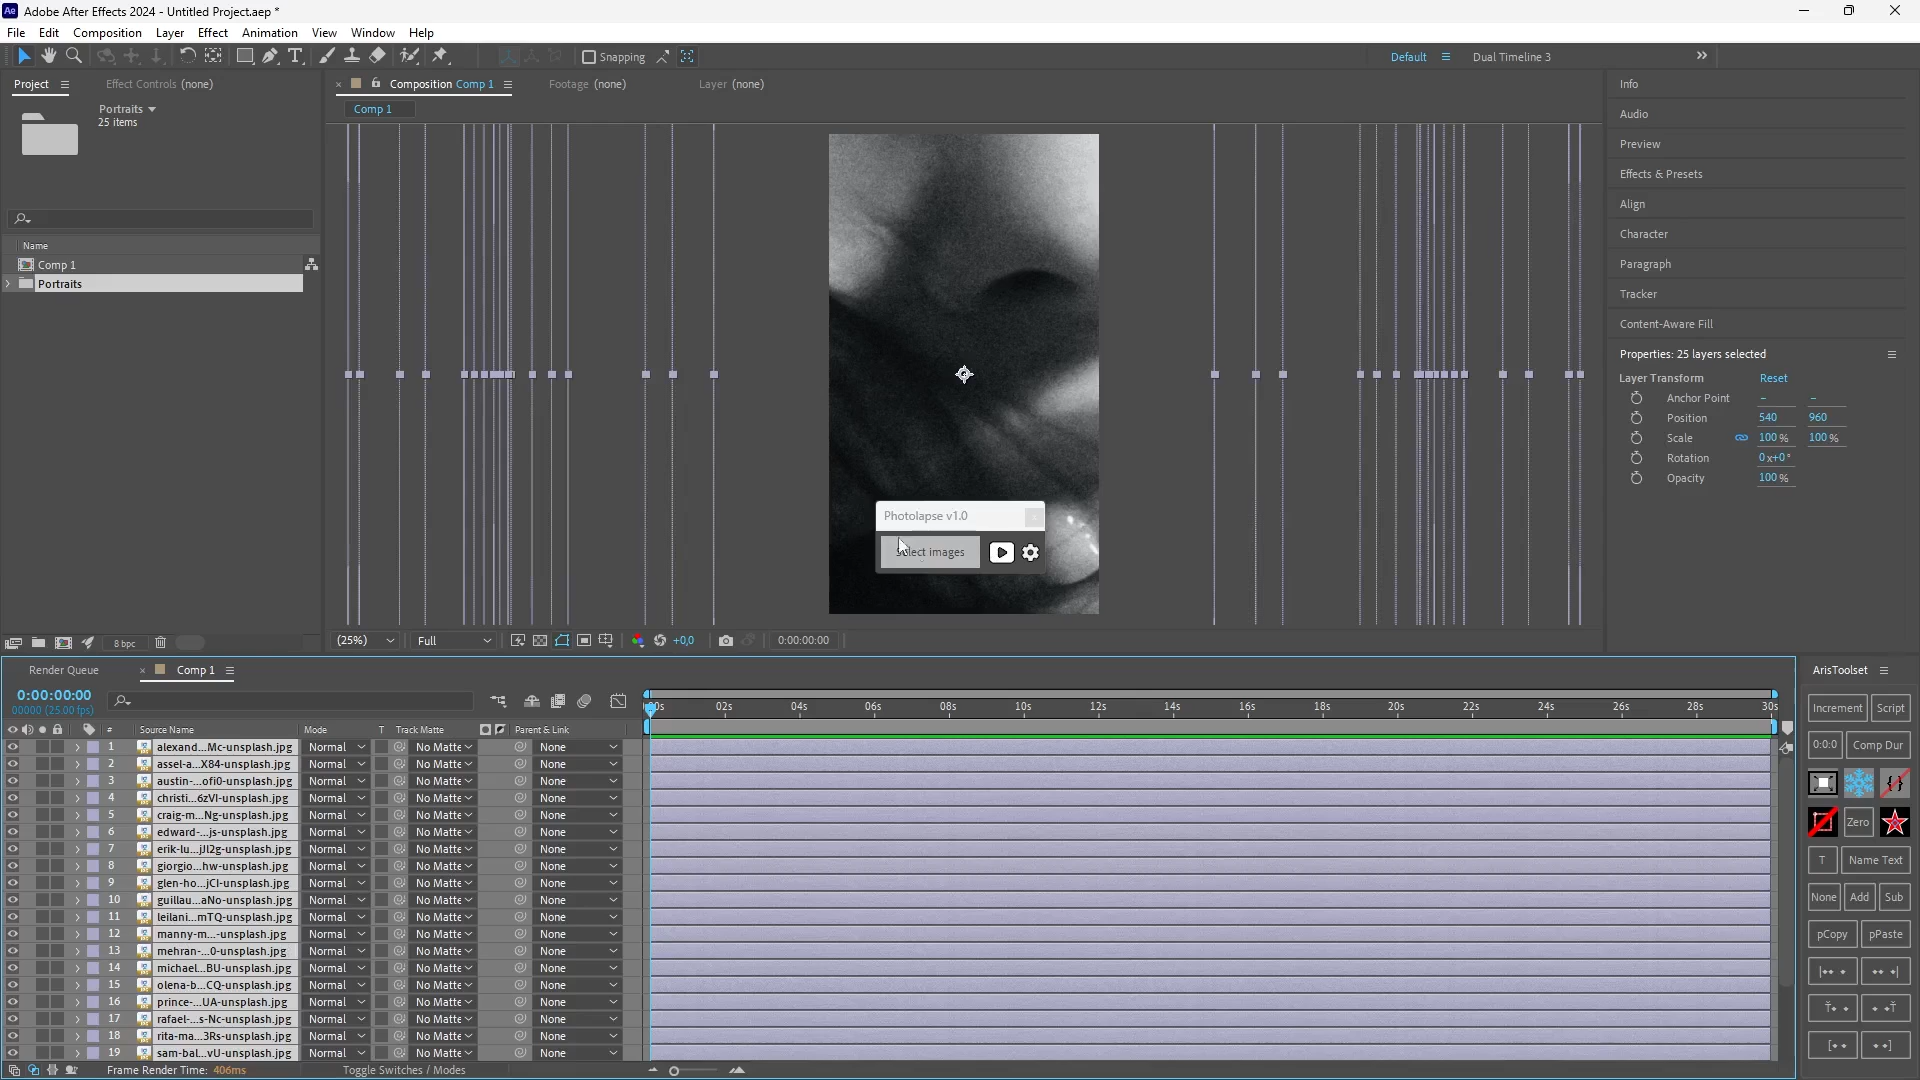 Ae Adobe After Effects 2024 - Untitled Project.aep *
File Edit Composition Layer Effect Animation View Window Help
Snapping
Default
Dual Timeline 3
Project
Effect Controls (none)
Composition Comp 1
Footage (none)
Layer (none)
Comp 1
Portraits
25 items
Name
Comp 1
Portraits
8 bpc
Photolapse v1.0
x
(25%)
Full
+0,0
0:00:00:00
Info
Audio
Preview
Effects & Presets
Align
Character
Paragraph
Tracker
Content-Aware Fill
Properties: 25 layers selected
Layer Transform Reset
Anchor Point - -
Position 540 960
Scale 100 % 100 %
Rotation 0x+0°
Opacity 100 %
Render Queue
Comp 1
0:00:00:00
00000 (25.00 fps)
02s 04s 06s 08s 10s 12s 14s 16s 18s 20s 22s 24s 26s 28s 30s
# Source Name Mode T Track Matte Parent & Link
1 alexand...Mc-unsplash.jpg Normal No Matte None
2 assel-a...X84-unsplash.jpg Normal No Matte None
3 austin-...ofi0-unsplash.jpg Normal No Matte None
4 christi...6zVI-unsplash.jpg Normal No Matte None
5 craig-m...Ng-unsplash.jpg Normal No Matte None
6 edward-...js-unsplash.jpg Normal No Matte None
7 erik-lu...jJl2g-unsplash.jpg Normal No Matte None
8 giorgio...hw-unsplash.jpg Normal No Matte None
9 glen-ho...jCI-unsplash.jpg Normal No Matte None
10 guillau...aNo-unsplash.jpg Normal No Matte None
11 leilani...mTQ-unsplash.jpg Normal No Matte None
12 manny-m...-unsplash.jpg Normal No Matte None
13 mehran-...0-unsplash.jpg Normal No Matte None
14 michael...BU-unsplash.jpg Normal No Matte None
15 olena-b...CQ-unsplash.jpg Normal No Matte None
16 prince-...UA-unsplash.jpg Normal No Matte None
17 rafael-...s-Nc-unsplash.jpg Normal No Matte None
18 rita-ma...3Rs-unsplash.jpg Normal No Matte None
19 sam-bal...vU-unsplash.jpg Normal No Matte None
Frame Render Time: 406ms
Toggle Switches / Modes
ArisToolset
Increment Script
0:0:0 Comp Dur
{ }
Zero
T Name Text
None Add Sub
pCopy pPaste
images